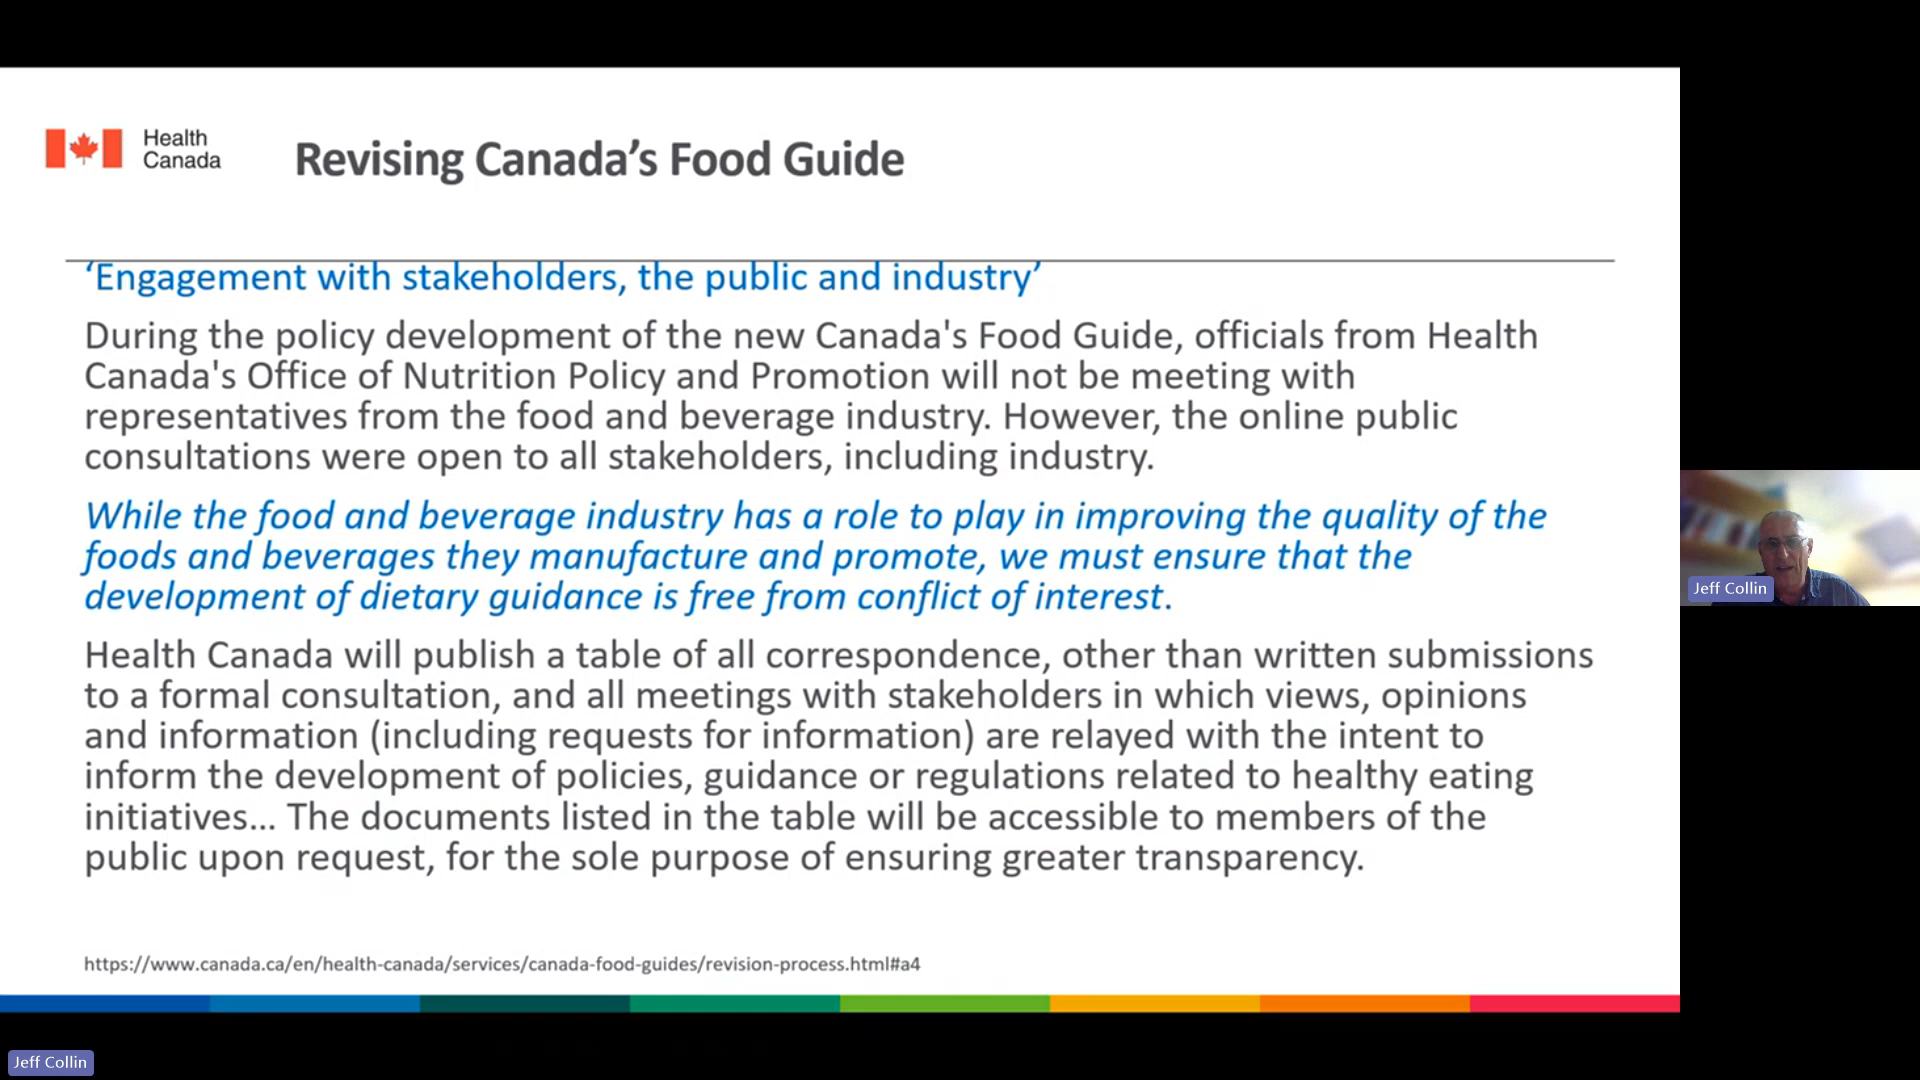 Health
Canada
Revising Canada’s Food Guide
‘Engagement with stakeholders, the public and industry’
During the policy development of the new Canada's Food Guide, officials from Health
Canada's Office of Nutrition Policy and Promotion will not be meeting with
representatives from the food and beverage industry. However, the online public
consultations were open to all stakeholders, including industry.
While the food and beverage industry has a role to play in improving the quality of the
foods and beverages they manufacture and promote, we must ensure that the
development of dietary guidance is free from conflict of interest.
Health Canada will publish a table of all correspondence, other than written submissions
to a formal consultation, and all meetings with stakeholders in which views, opinions
and information (including requests for information) are relayed with the intent to
inform the development of policies, guidance or regulations related to healthy eating
initiatives... The documents listed in the table will be accessible to members of the
public upon request, for the sole purpose of ensuring greater transparency.
https://www.canada.ca/en/health-canada/services/canada-food-guides/revision-process.html#a4
Jeff Collin
Jeff Collin